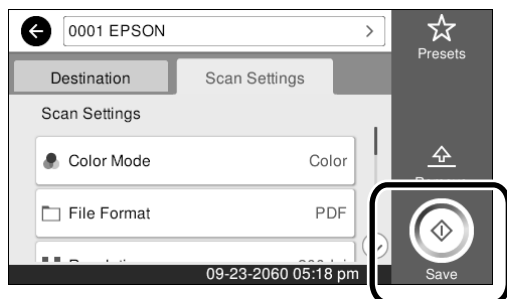 0001 EPSON
Presets
Destination
Scan Settings
Scan Settings
Color Mode
Color
File Format
PDF
09-23-2060 05:18 pm
Save